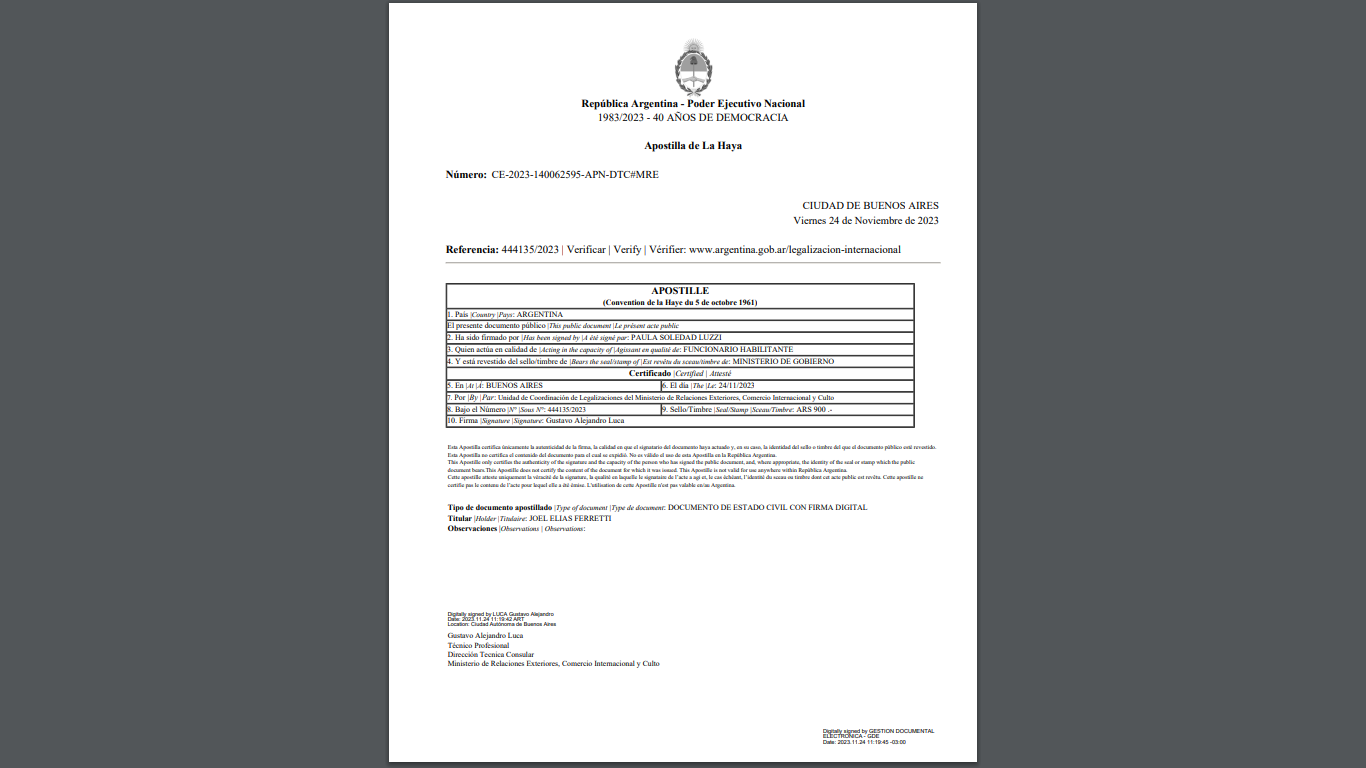 República Argentina - Poder Ejecutivo Nacional
1983/2023 - 40 AÑOS DE DEMOCRACIA
Apostilla de La Haya
Número: CE-2023-140062595-APN-DTC#MRE
CIUDAD DE BUENOS AIRES
Viernes 24 de Noviembre de 2023
Referencia: 444135/2023 | Verificar | Verify | Vérifier: www.argentina.gob.ar/legalizacion-internacional
APOSTILLE
(Convention de la Haye du 5 de octobre 1961)
1. País |Country |Pays: ARGENTINA
El presente documento público |This public document |Le présent acte public
2. Ha sido firmado por |Has been signed by |A été signé par: PAULA SOLEDAD LUZZI
3. Quien actúa en calidad de |Acting in the capacity of |Agissant en qualité de: FUNCIONARIO HABILITANTE
4. Y está revestido del sello/timbre de |Bears the seal/stamp of |Est revêtu du sceau/timbre de: MINISTERIO DE GOBIERNO
Certificado |Certified | Attesté
5. En |At |Á: BUENOS AIRES 6. El día |The |Le: 24/11/2023
7. Por |By |Par: Unidad de Coordinación de Legalizaciones del Ministerio de Relaciones Exteriores, Comercio Internacional y Culto
8. Bajo el Número |Nº |Sous Nº: 444135/2023 9. Sello/Timbre |Seal/Stamp |Sceau/Timbre: ARS 900 .-
10. Firma |Signature |Signature: Gustavo Alejandro Luca
Esta Apostilla certifica únicamente la autenticidad de la firma, la calidad en que el signatario del documento haya actuado y, en su caso, la identidad del sello o timbre del que el documento público esté revestido.
Esta Apostilla no certifica el contenido del documento para el cual se expidió. No es válido el uso de esta Apostilla en la República Argentina.
This Apostille only certifies the authenticity of the signature and the capacity of the person who has signed the public document, and, where appropriate, the identity of the seal or stamp which the public
document bears.This Apostille does not certify the content of the document for which it was issued. This Apostille is not valid for use anywhere within República Argentina.
Cette apostille atteste uniquement la véracité de la signature, la qualité en laquelle le signataire de l'acte a agi et, le cas échéant, l'identité du sceau ou timbre dont cet acte public est revêtu. Cette apostille ne
certifie pas le contenu de l'acte pour lequel elle a été émise. L'utilisation de cette Apostille n'est pas valable en/au Argentina.
Tipo de documento apostillado |Type of document |Type de document: DOCUMENTO DE ESTADO CIVIL CON FIRMA DIGITAL
Titular |Holder |Titulaire: JOEL ELIAS FERRETTI
Observaciones |Observations | Observations:
Digitally signed by LUCA Gustavo Alejandro
Date: 2023.11.24 11:19:42 ART
Location: Ciudad Autónoma de Buenos Aires
Gustavo Alejandro Luca
Técnico Profesional
Dirección Tecnica Consular
Ministerio de Relaciones Exteriores, Comercio Internacional y Culto
Digitally signed by GESTION DOCUMENTAL
ELECTRONICA - GDE
Date: 2023.11.24 11:19:45 -03:00